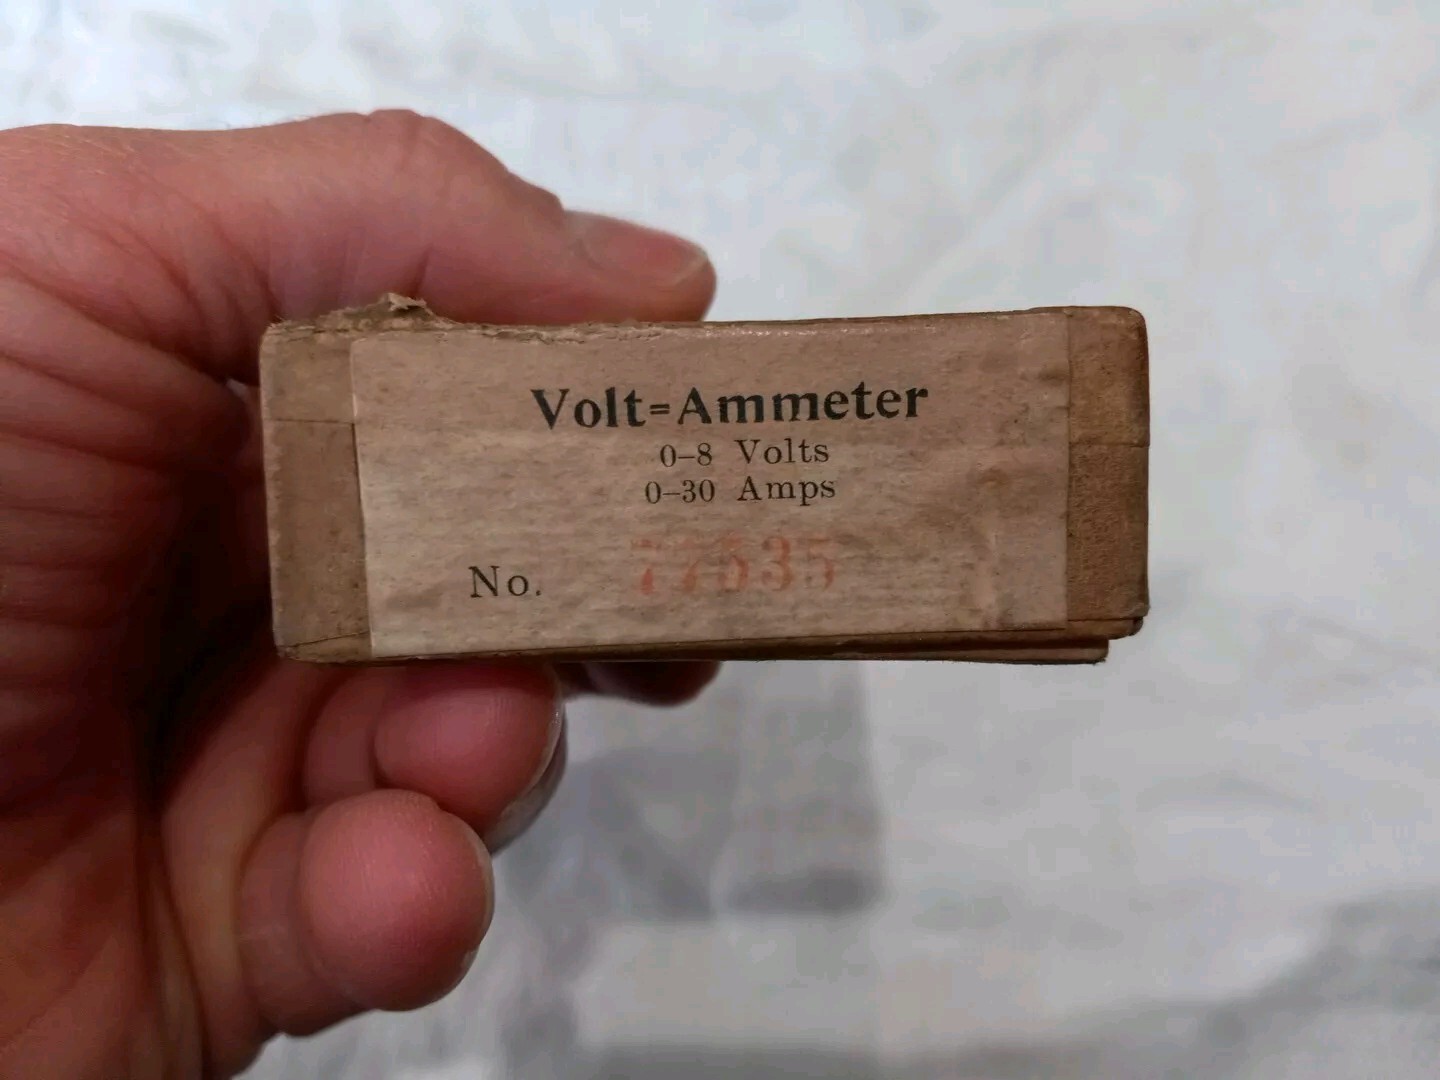 Volt=Ammeter
0–8 Volts
0–30 Amps
No. 77535